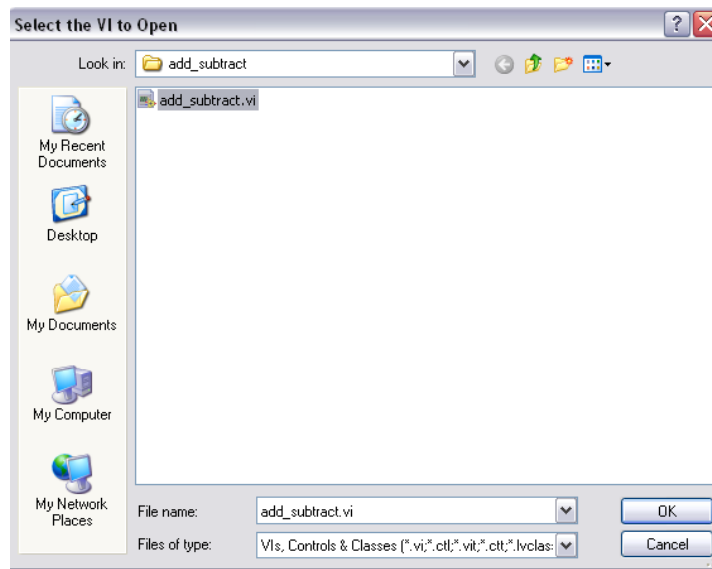 Select the VI to Open
Look in:
add_subtract
add_subtract.vi
My Recent
Documents
Desktop
My Documents
My Computer
My Network
Places
File name:
add_subtract.vi
OK
Files of type:
VIs, Controls & Classes (*.vi;*.ctl;*.vit;*.ctt;*.lvclas:
Cancel